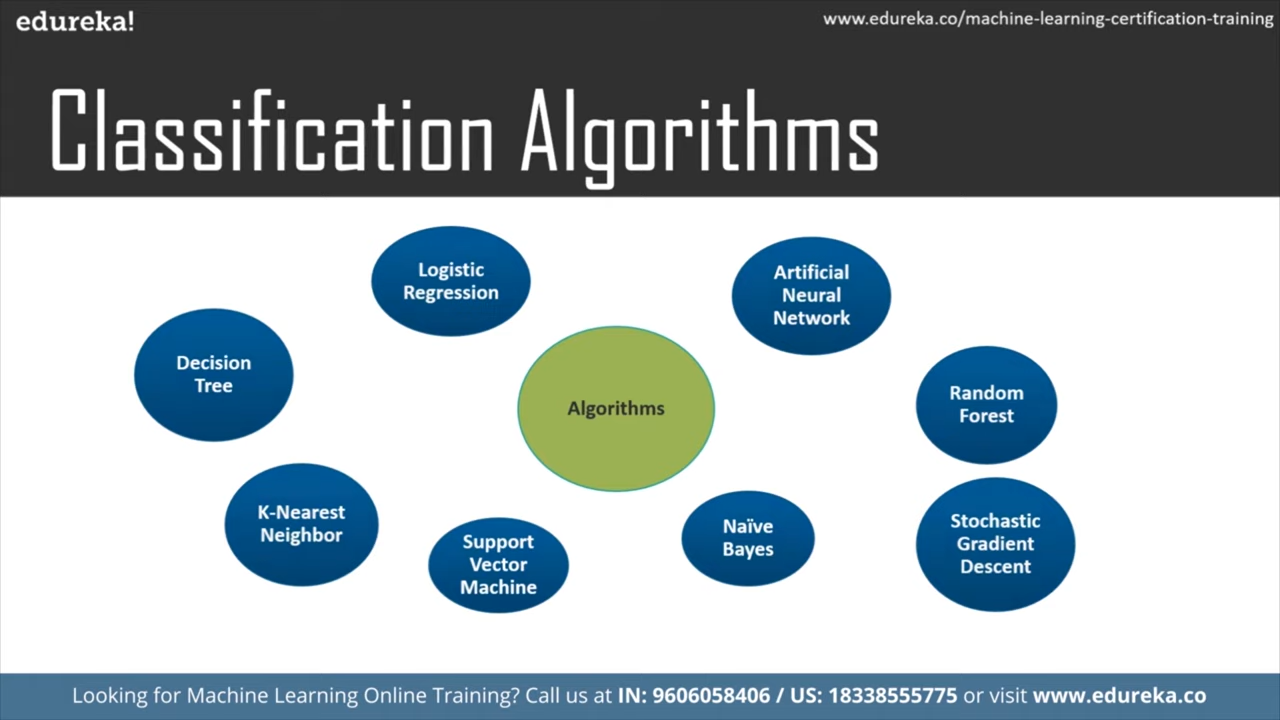 edureka!
www.edureka.co/machine-learning-certification-training
Classification Algorithms
Logistic
Regression
Artificial
Neural
Network
Decision
Tree
Algorithms
Random
Forest
K-Nearest
Neighbor
Support
Vector
Machine
Naïve
Bayes
Stochastic
Gradient
Descent
Looking for Machine Learning Online Training? Call us at IN: 9606058406 / US: 18338555775 or visit www.edureka.co